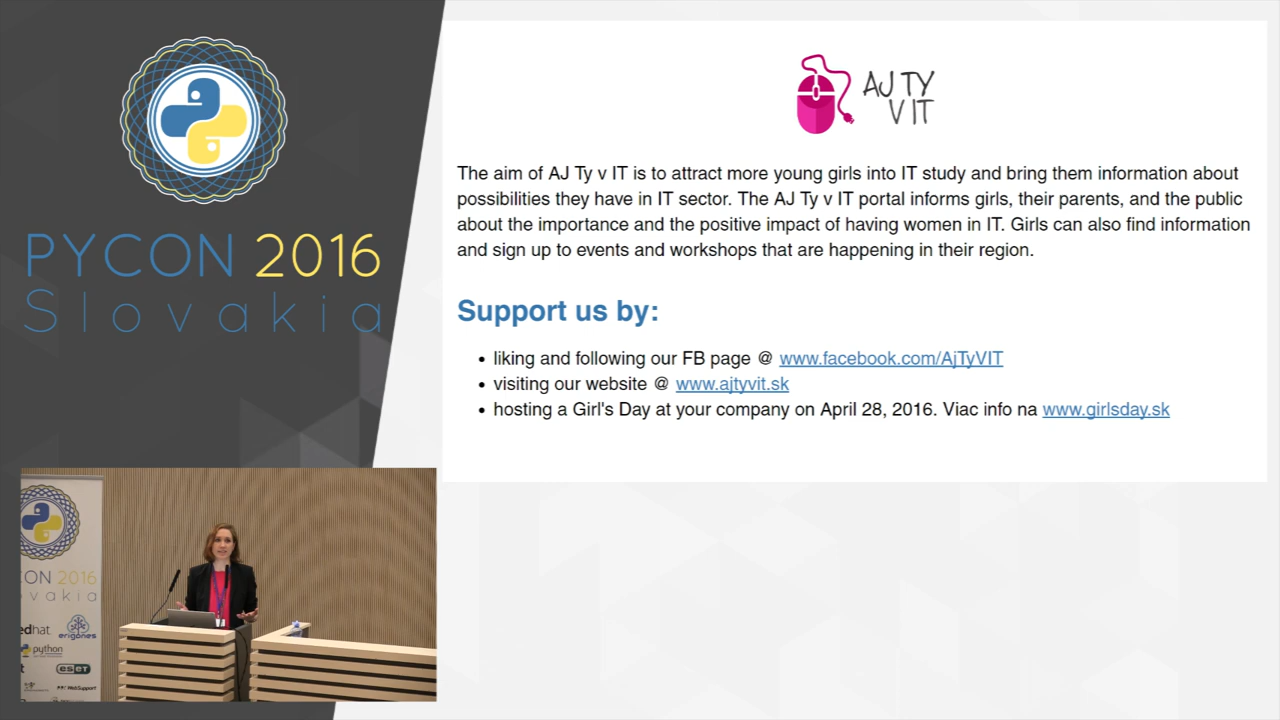 PYCON 2016
Slovakia
AJ TY
V IT
The aim of AJ Ty v IT is to attract more young girls into IT study and bring them information about
possibilities they have in IT sector. The AJ Ty v IT portal informs girls, their parents, and the public
about the importance and the positive impact of having women in IT. Girls can also find information
and sign up to events and workshops that are happening in their region.
Support us by:
• liking and following our FB page @ www.facebook.com/AjTyVIT
• visiting our website @ www.ajtyvit.sk
• hosting a Girl's Day at your company on April 28, 2016. Viac info na www.girlsday.sk
CON 2016
ovakia
edhat
erigones
python
eset
WebSupport